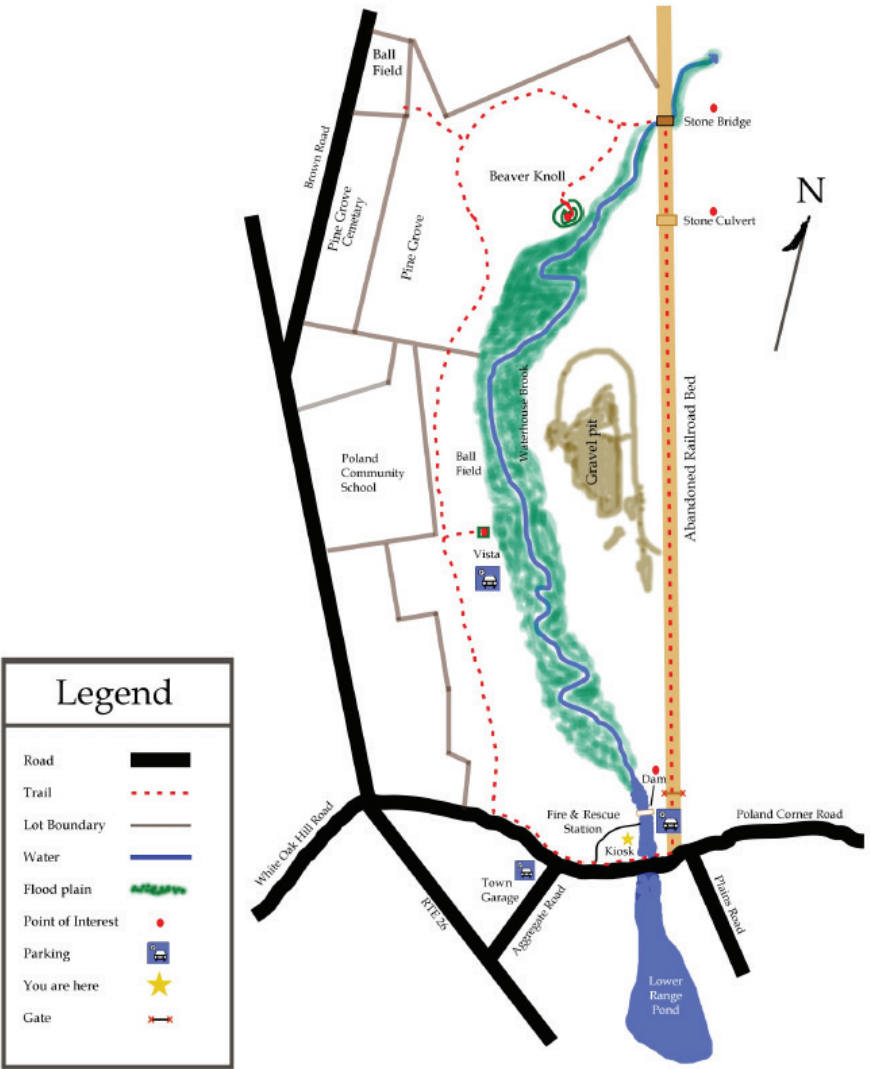 Ball
Field
Brown Road
Pine Grove
Cemetary
Pine Grove
Beaver Knoll
Stone Bridge
Stone Culvert
N
Waterhouse Brook
Gravel pit
Abandoned Railroad Bed
Poland
Community
School
Ball
Field
Vista
Legend
Road
Trail
Lot Boundary
Water
Flood plain
Point of Interest
Parking
You are here
Gate
White Oak Hill Road
RTE 26
Town
Garage
Aggregate Road
Fire & Rescue
Station
Dam
Kiosk
Poland Corner Road
Plains Road
Lower
Range
Pond